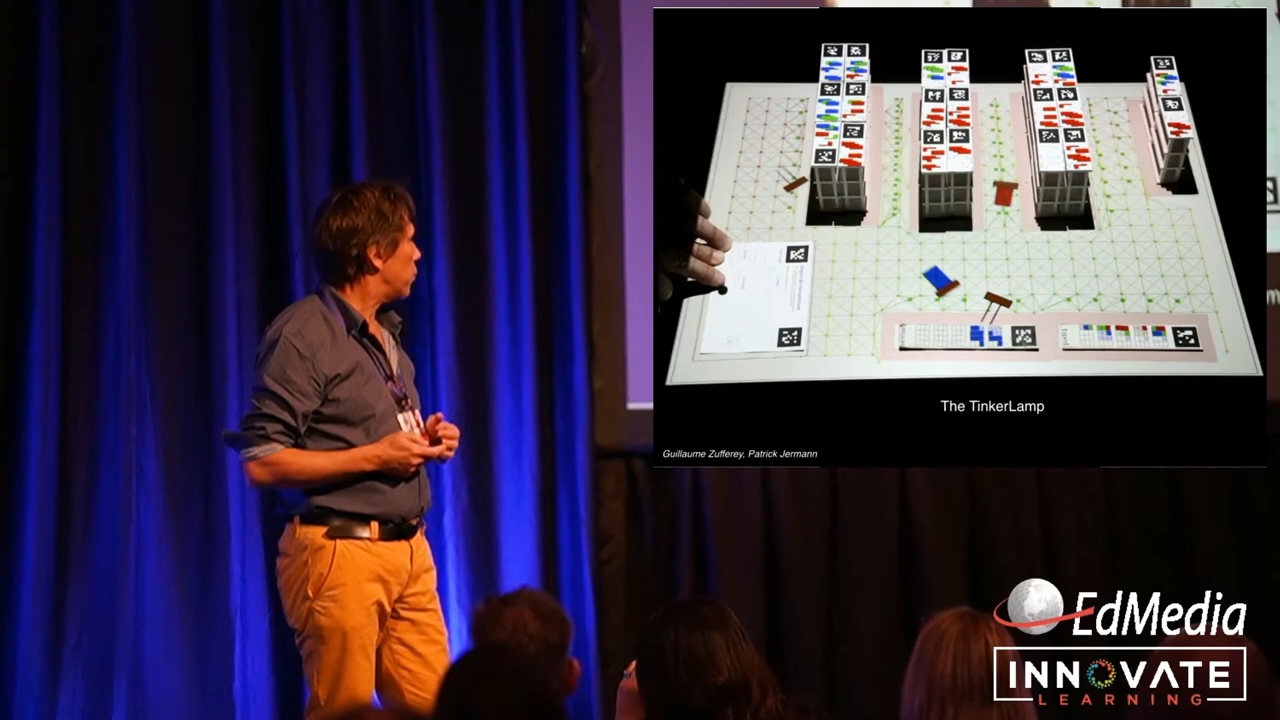 The TinkerLamp
Guillaume Zufferey, Patrick Jermann
EdMedia
INNOVATE
LEARNING